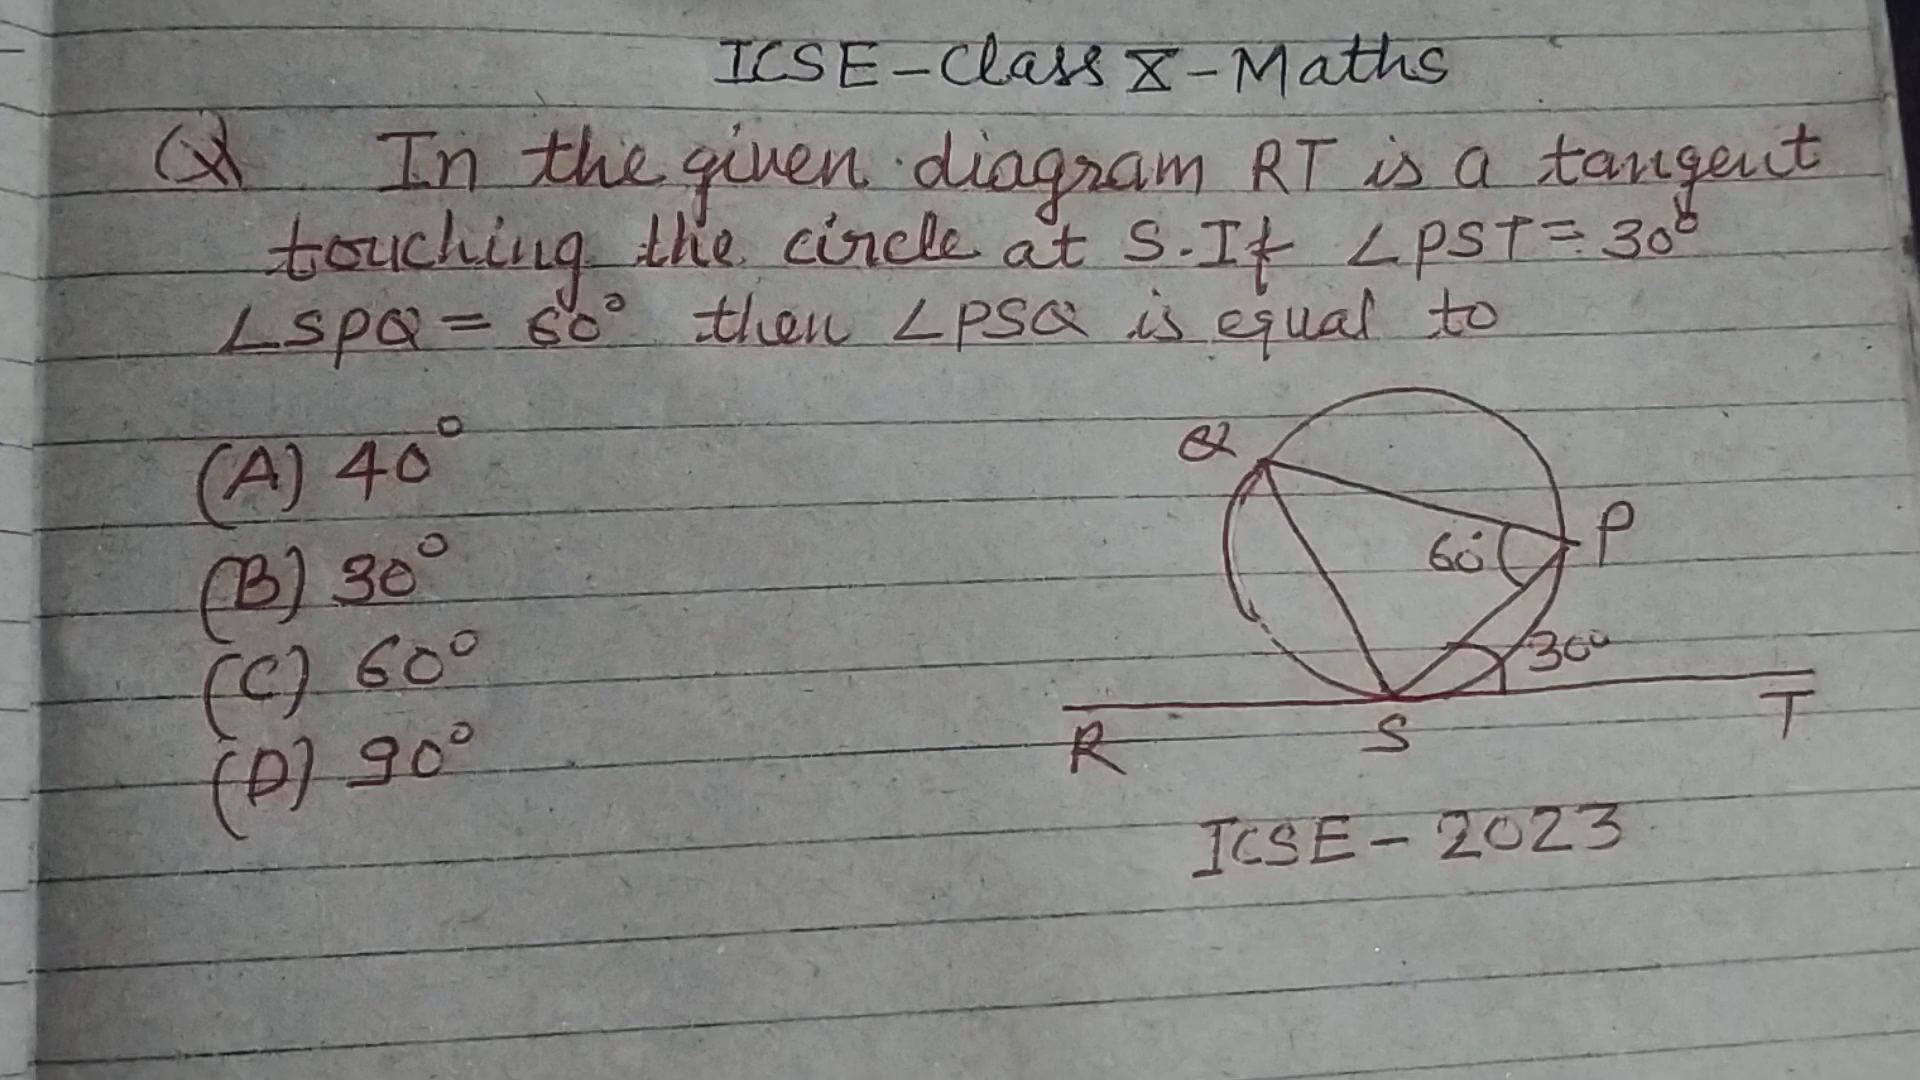 ICSE-Class X-Maths
Q) In the given diagram RT is a tangent
touching the circle at S. If ∠PST = 30°
∠SPQ = 60° then ∠PSQ is equal to
(A) 40°
(B) 30°
(C) 60°
(D) 90°
Q
P
60°
30°
R
S
T
ICSE - 2023